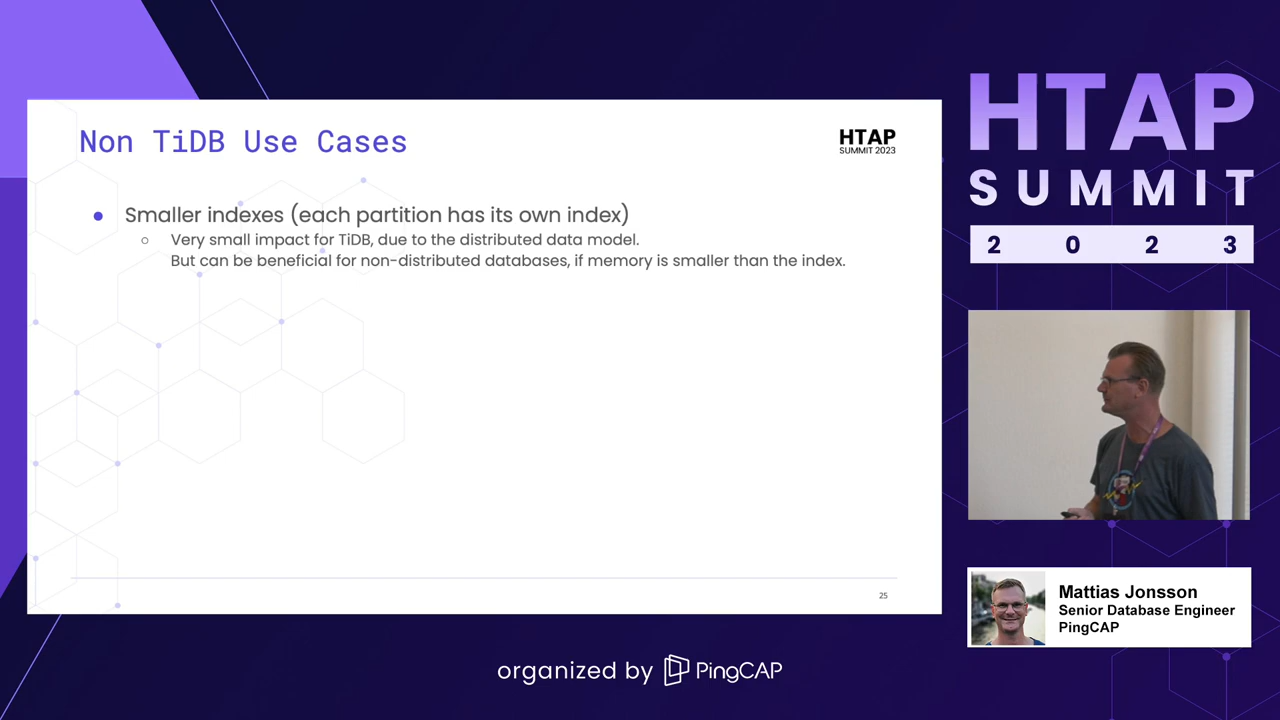 Non TiDB Use Cases
HTAP
SUMMIT 2023
Smaller indexes (each partition has its own index)
Very small impact for TiDB, due to the distributed data model.
But can be beneficial for non-distributed databases, if memory is smaller than the index.
25
HTAP
SUMMIT
2 0 2 3
Mattias Jonsson
Senior Database Engineer
PingCAP
organized by PingCAP